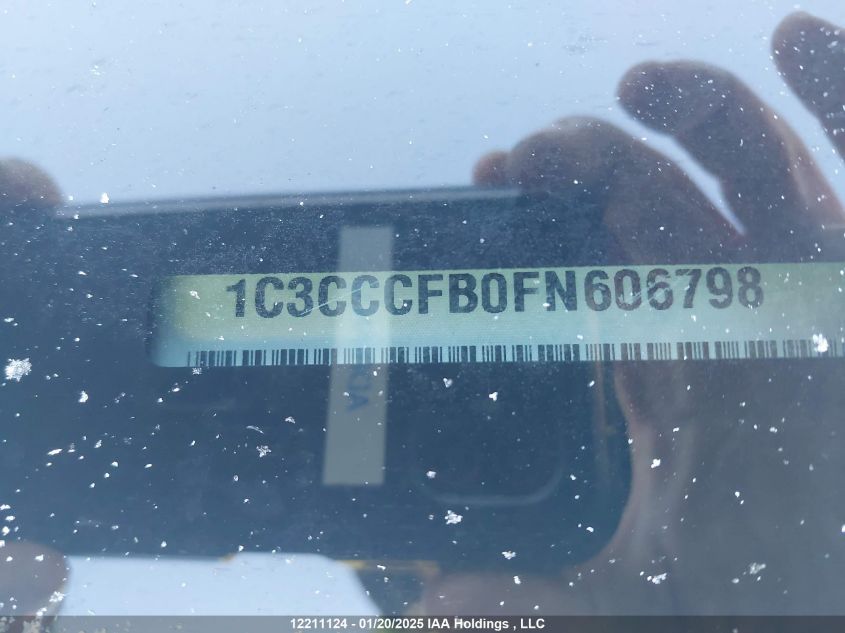 1C3CCCFB0FN606798
12211124 - 01/20/2025 IAA Holdings , LLC